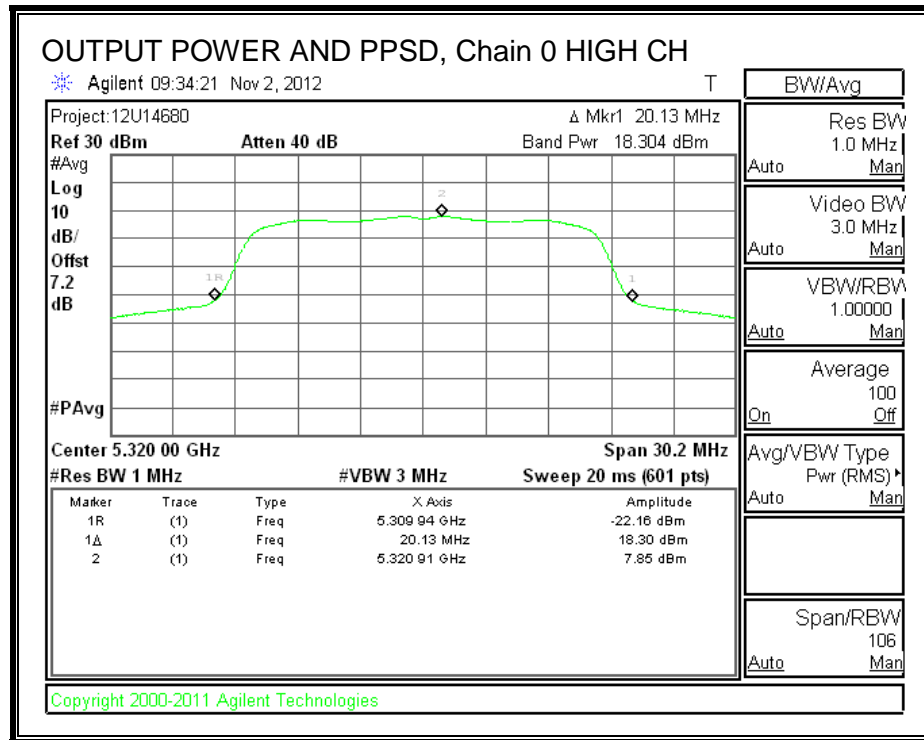 OUTPUT POWER AND PPSD, Chain 0 HIGH CH
Agilent 09:34:21 Nov 2, 2012 T
BW/Avg
Project:12U14680 Δ Mkr1 20.13 MHz
Ref 30 dBm Atten 40 dB Band Pwr 18.304 dBm
#Avg
Log
10
dB/
Offst
7.2
dB
#PAvg
1R
2
1
Center 5.320 00 GHz Span 30.2 MHz
#Res BW 1 MHz #VBW 3 MHz Sweep 20 ms (601 pts)
Marker Trace Type X Axis Amplitude
1R (1) Freq 5.309 94 GHz -22.16 dBm
1Δ (1) Freq 20.13 MHz 18.30 dBm
2 (1) Freq 5.320 91 GHz 7.85 dBm
Res BW
1.0 MHz
Auto Man
Video BW
3.0 MHz
Auto Man
VBW/RBW
1.00000
Auto Man
Average
100
On Off
Avg/VBW Type
Pwr (RMS)
Auto Man
Span/RBW
106
Auto Man
Copyright 2000-2011 Agilent Technologies